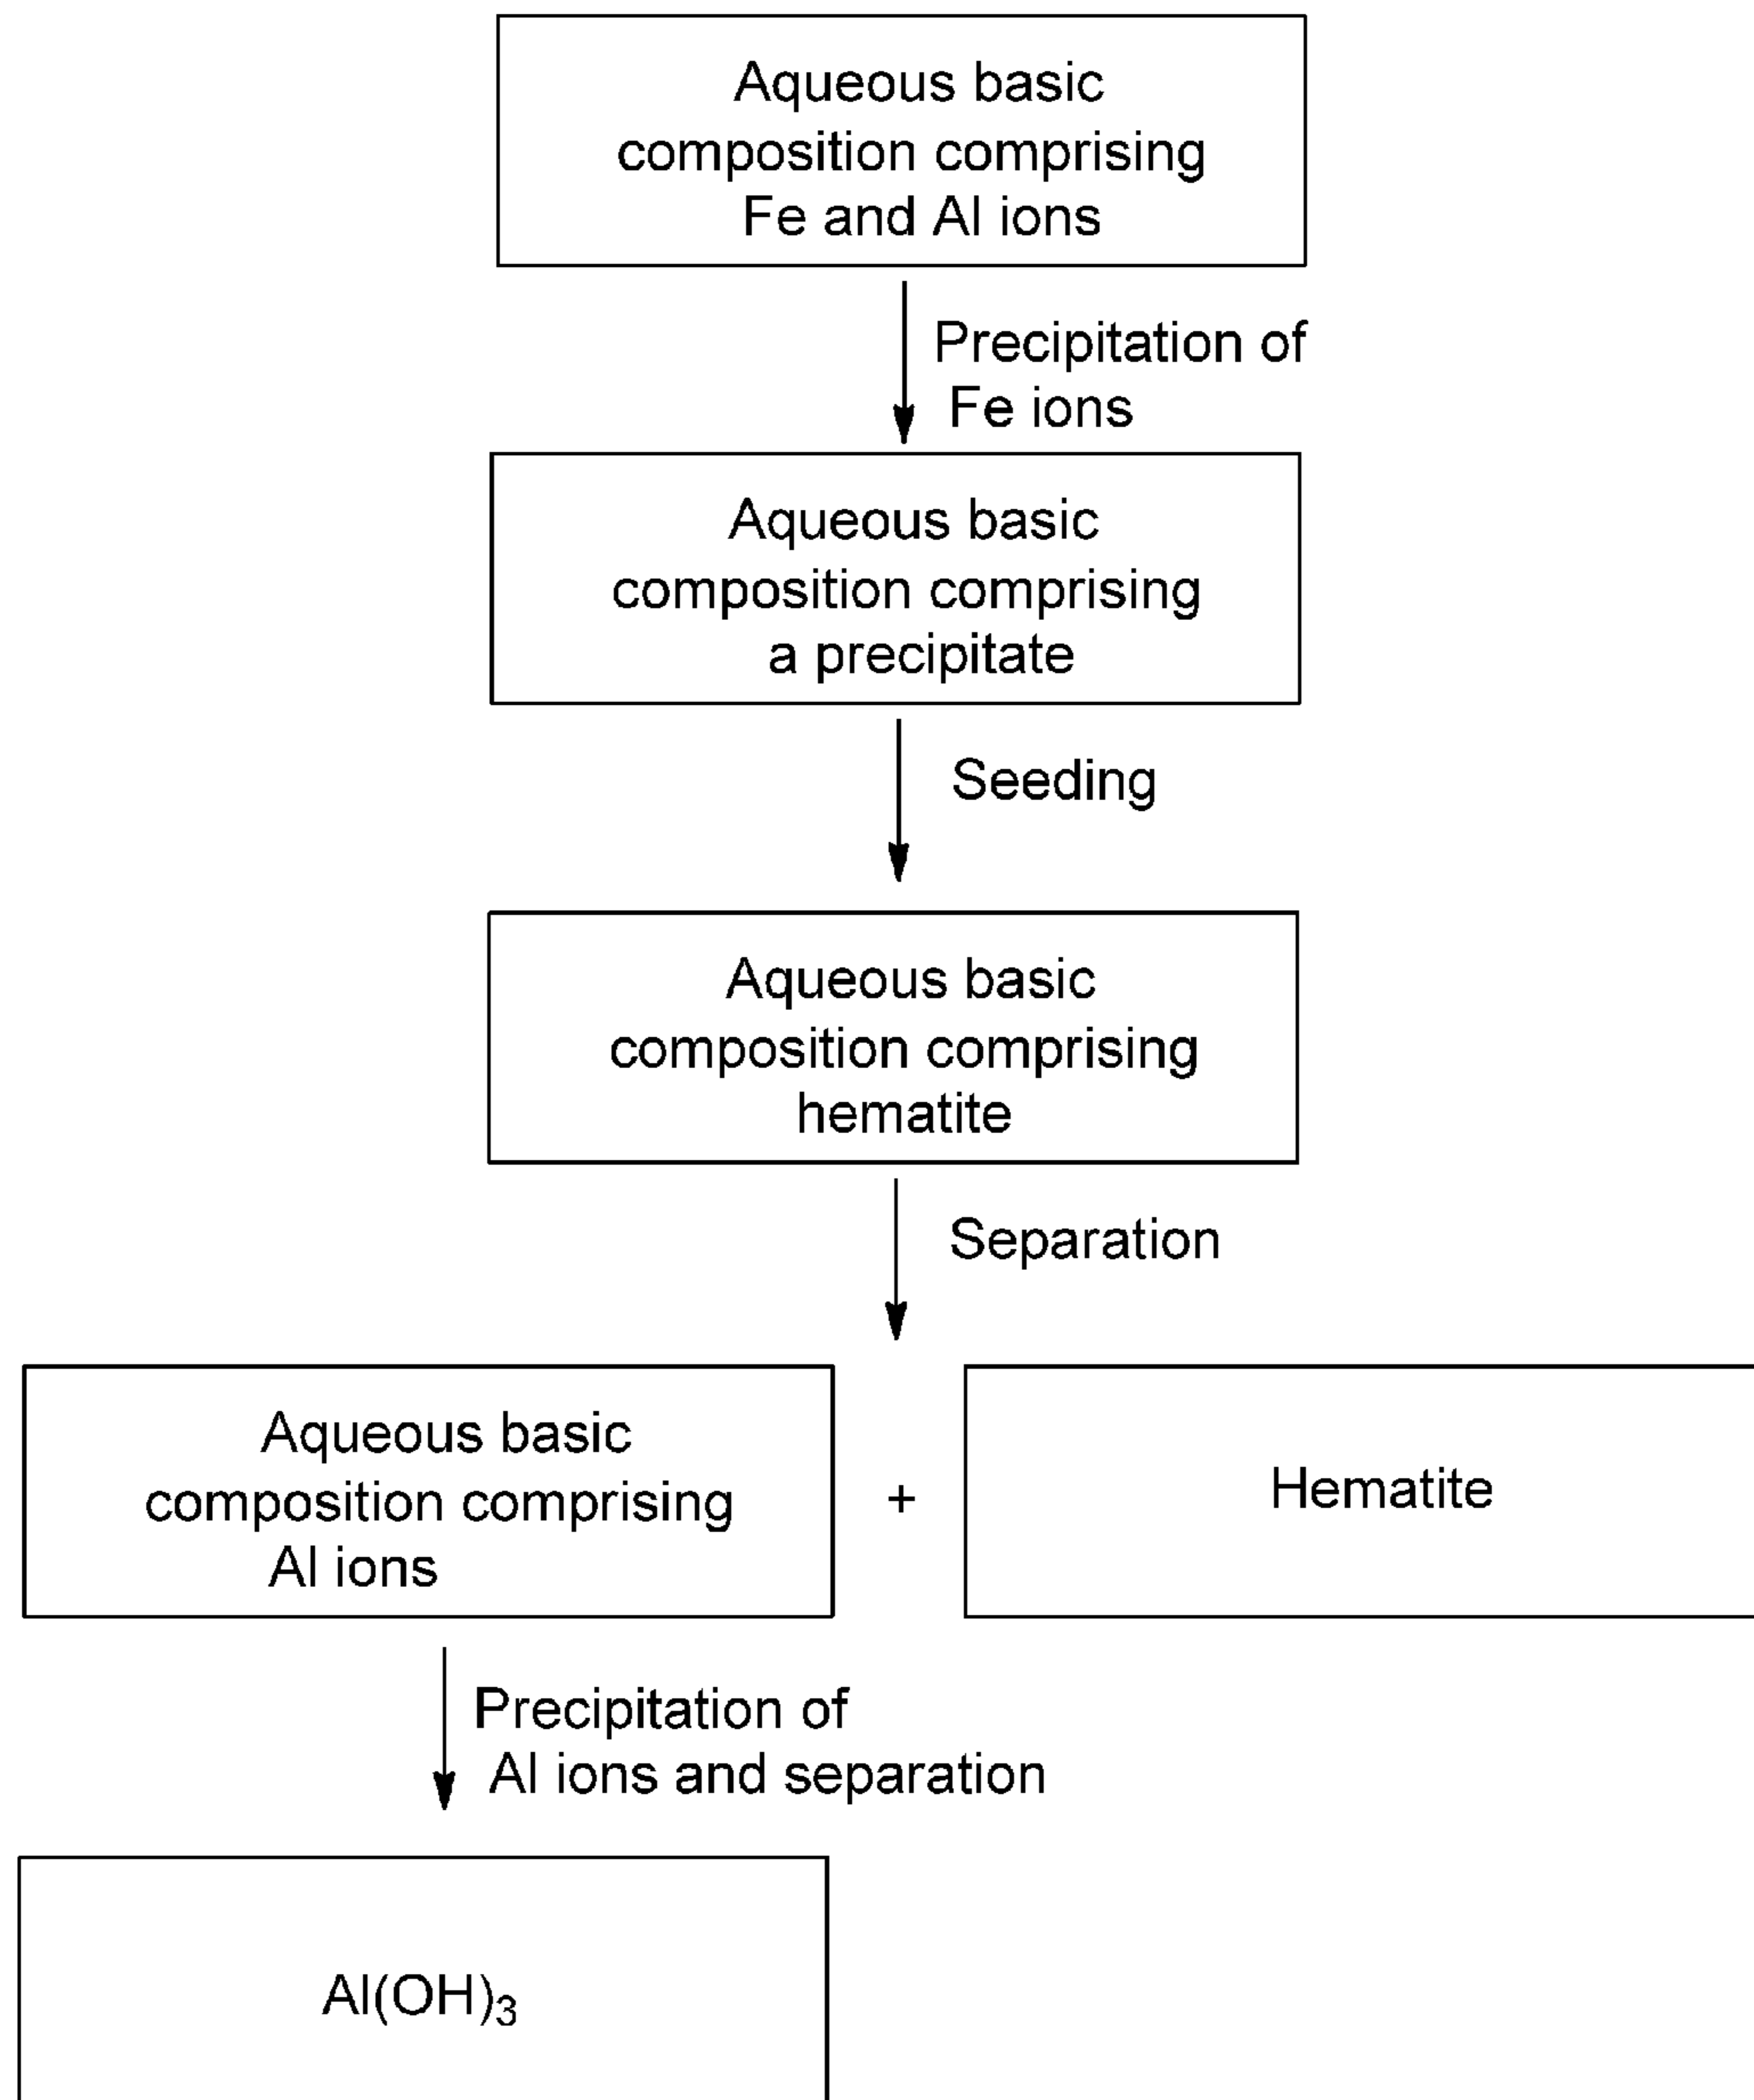 Aqueous basic
composition comprising
Fe and Al ions
Precipitation of
Fe ions
Aqueous basic
composition comprising
a precipitate
Seeding
Aqueous basic
composition comprising
hematite
Separation
Aqueous basic
composition comprising
Al ions
+
Hematite
Precipitation of
Al ions and separation
Al(OH)₃